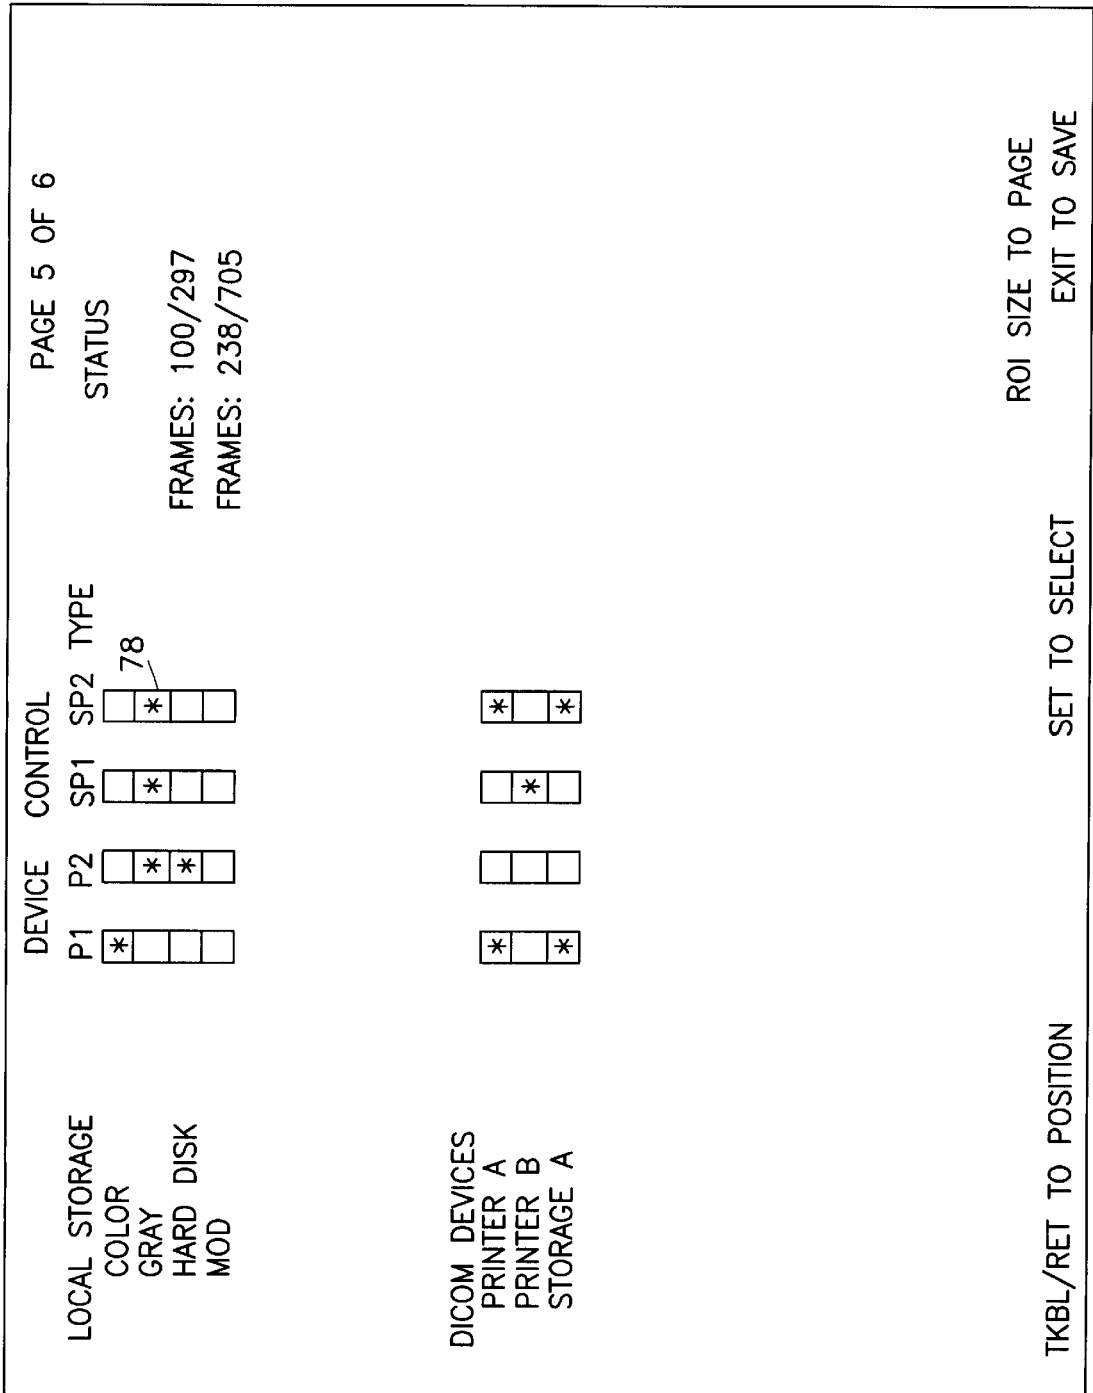 DEVICE CONTROL PAGE 5 OF 6
P1 P2 SP1 SP2 TYPE STATUS
LOCAL STORAGE
COLOR *
GRAY * * * 78
HARD DISK * FRAMES: 100/297
MOD FRAMES: 238/705
DICOM DEVICES
PRINTER A * *
PRINTER B *
STORAGE A * *
ROI SIZE TO PAGE
TKBL/RET TO POSITION SET TO SELECT EXIT TO SAVE